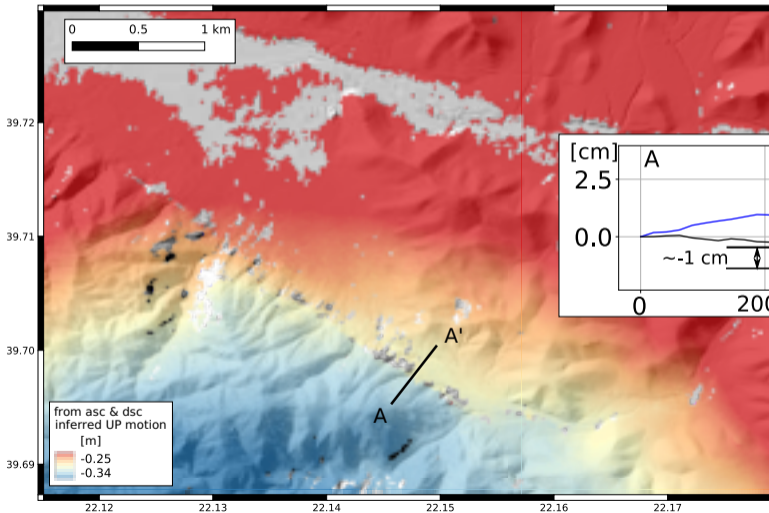 0 0.5 1 km
39.72
39.71
39.70
39.69
[cm] A
2.5
0.0
~-1 cm
0 200
A'
A
from asc & dsc
inferred UP motion
[m]
-0.25
-0.34
22.12 22.13 22.14 22.15 22.16 22.17